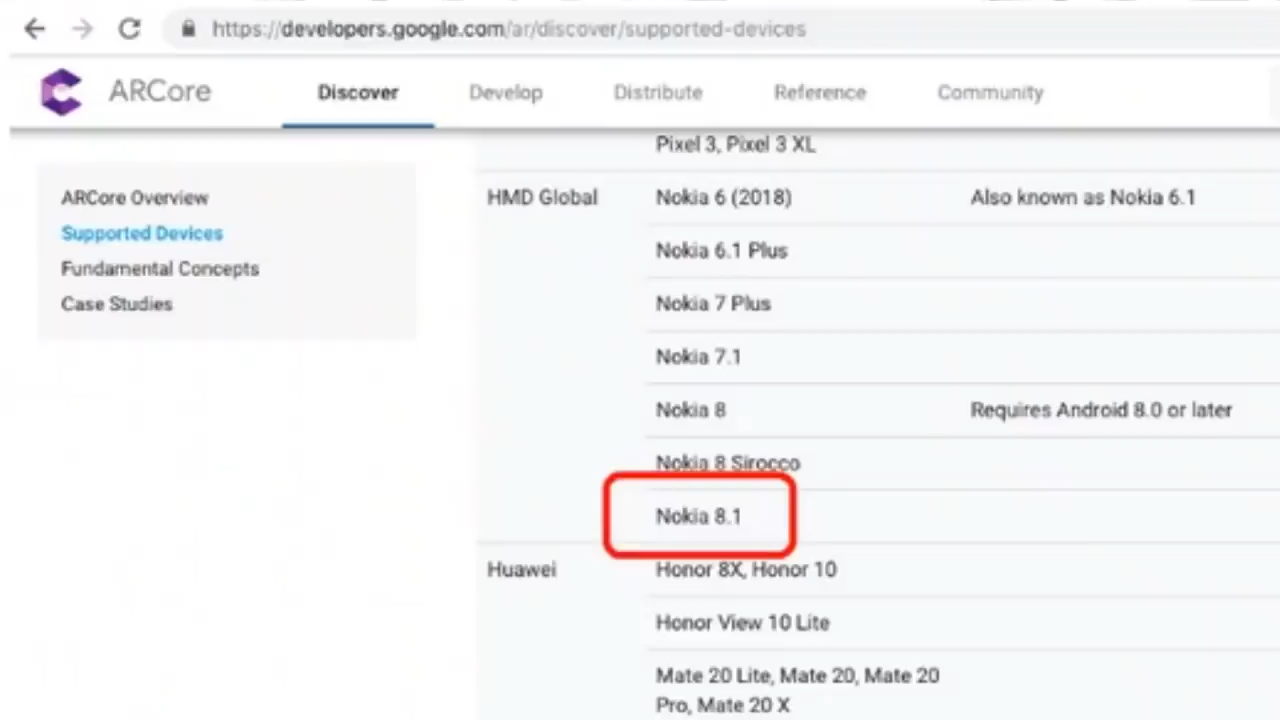 https://developers.google.com/ar/discover/supported-devices
ARCore Discover Develop Distribute Reference Community
Pixel 3, Pixel 3 XL
ARCore Overview
Supported Devices
Fundamental Concepts
Case Studies
HMD Global Nokia 6 (2018) Also known as Nokia 6.1
Nokia 6.1 Plus
Nokia 7 Plus
Nokia 7.1
Nokia 8 Requires Android 8.0 or later
Nokia 8 Sirocco
Nokia 8.1
Huawei Honor 8X, Honor 10
Honor View 10 Lite
Mate 20 Lite, Mate 20, Mate 20
Pro, Mate 20 X